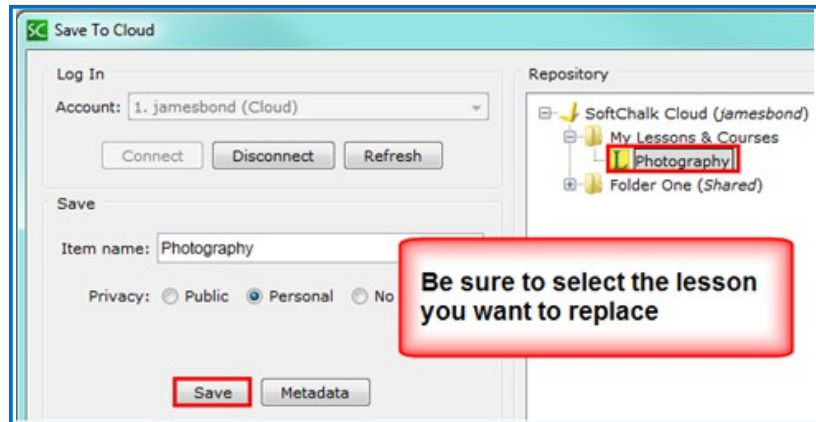 SC Save To Cloud
Log In
Account: 1. jamesbond (Cloud)
Connect Disconnect Refresh
Save
Item name: Photography
Privacy: Public Personal No
Save Metadata
Repository
SoftChalk Cloud (jamesbond)
My Lessons & Courses
L Photography
Folder One (Shared)
Be sure to select the lesson
you want to replace